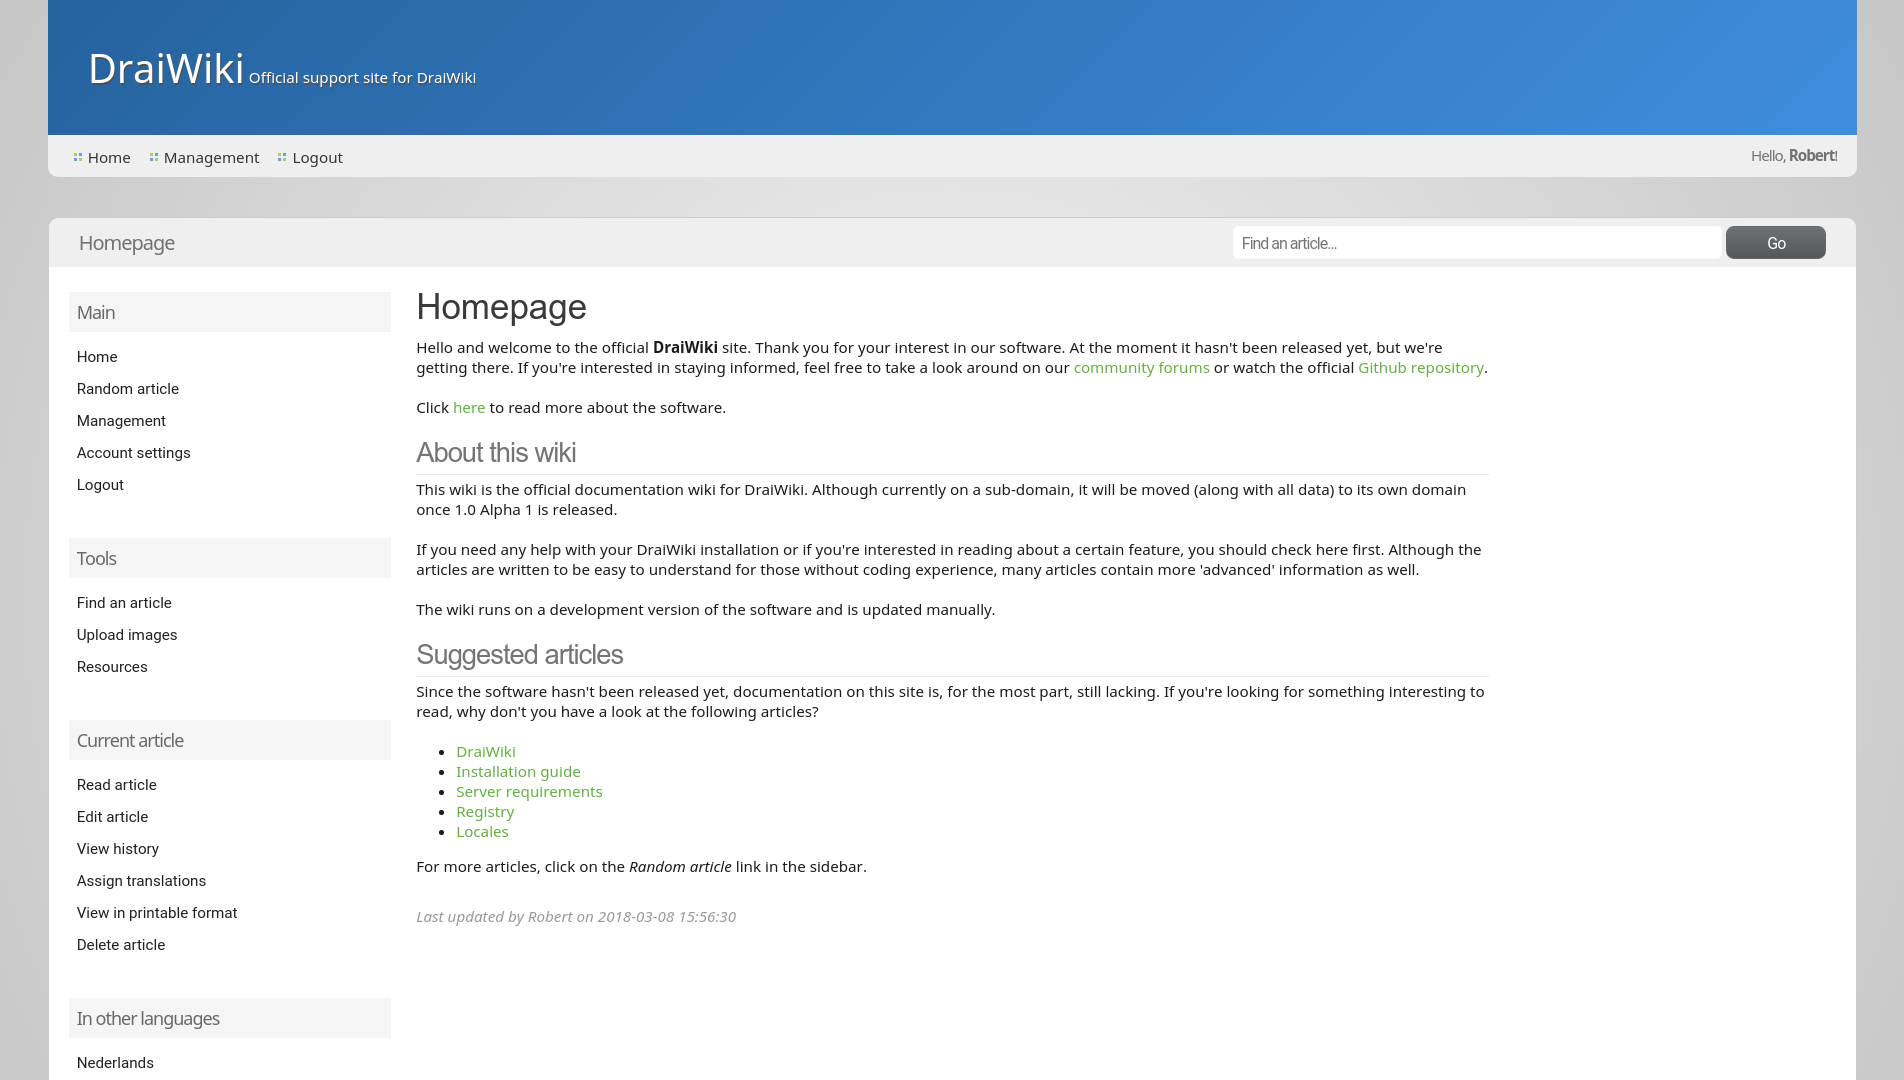 DraiWiki Official support site for DraiWiki
Home Management Logout
Hello, Robert!
Homepage
Find an article...
Go
Main
Home
Random article
Management
Account settings
Logout
Tools
Find an article
Upload images
Resources
Current article
Read article
Edit article
View history
Assign translations
View in printable format
Delete article
In other languages
Nederlands
Homepage
Hello and welcome to the official DraiWiki site. Thank you for your interest in our software. At the moment it hasn't been released yet, but we're
getting there. If you're interested in staying informed, feel free to take a look around on our community forums or watch the official Github repository.
Click here to read more about the software.
About this wiki
This wiki is the official documentation wiki for DraiWiki. Although currently on a sub-domain, it will be moved (along with all data) to its own domain
once 1.0 Alpha 1 is released.
If you need any help with your DraiWiki installation or if you're interested in reading about a certain feature, you should check here first. Although the
articles are written to be easy to understand for those without coding experience, many articles contain more 'advanced' information as well.
The wiki runs on a development version of the software and is updated manually.
Suggested articles
Since the software hasn't been released yet, documentation on this site is, for the most part, still lacking. If you're looking for something interesting to
read, why don't you have a look at the following articles?
DraiWiki
Installation guide
Server requirements
Registry
Locales
For more articles, click on the Random article link in the sidebar.
Last updated by Robert on 2018-03-08 15:56:30